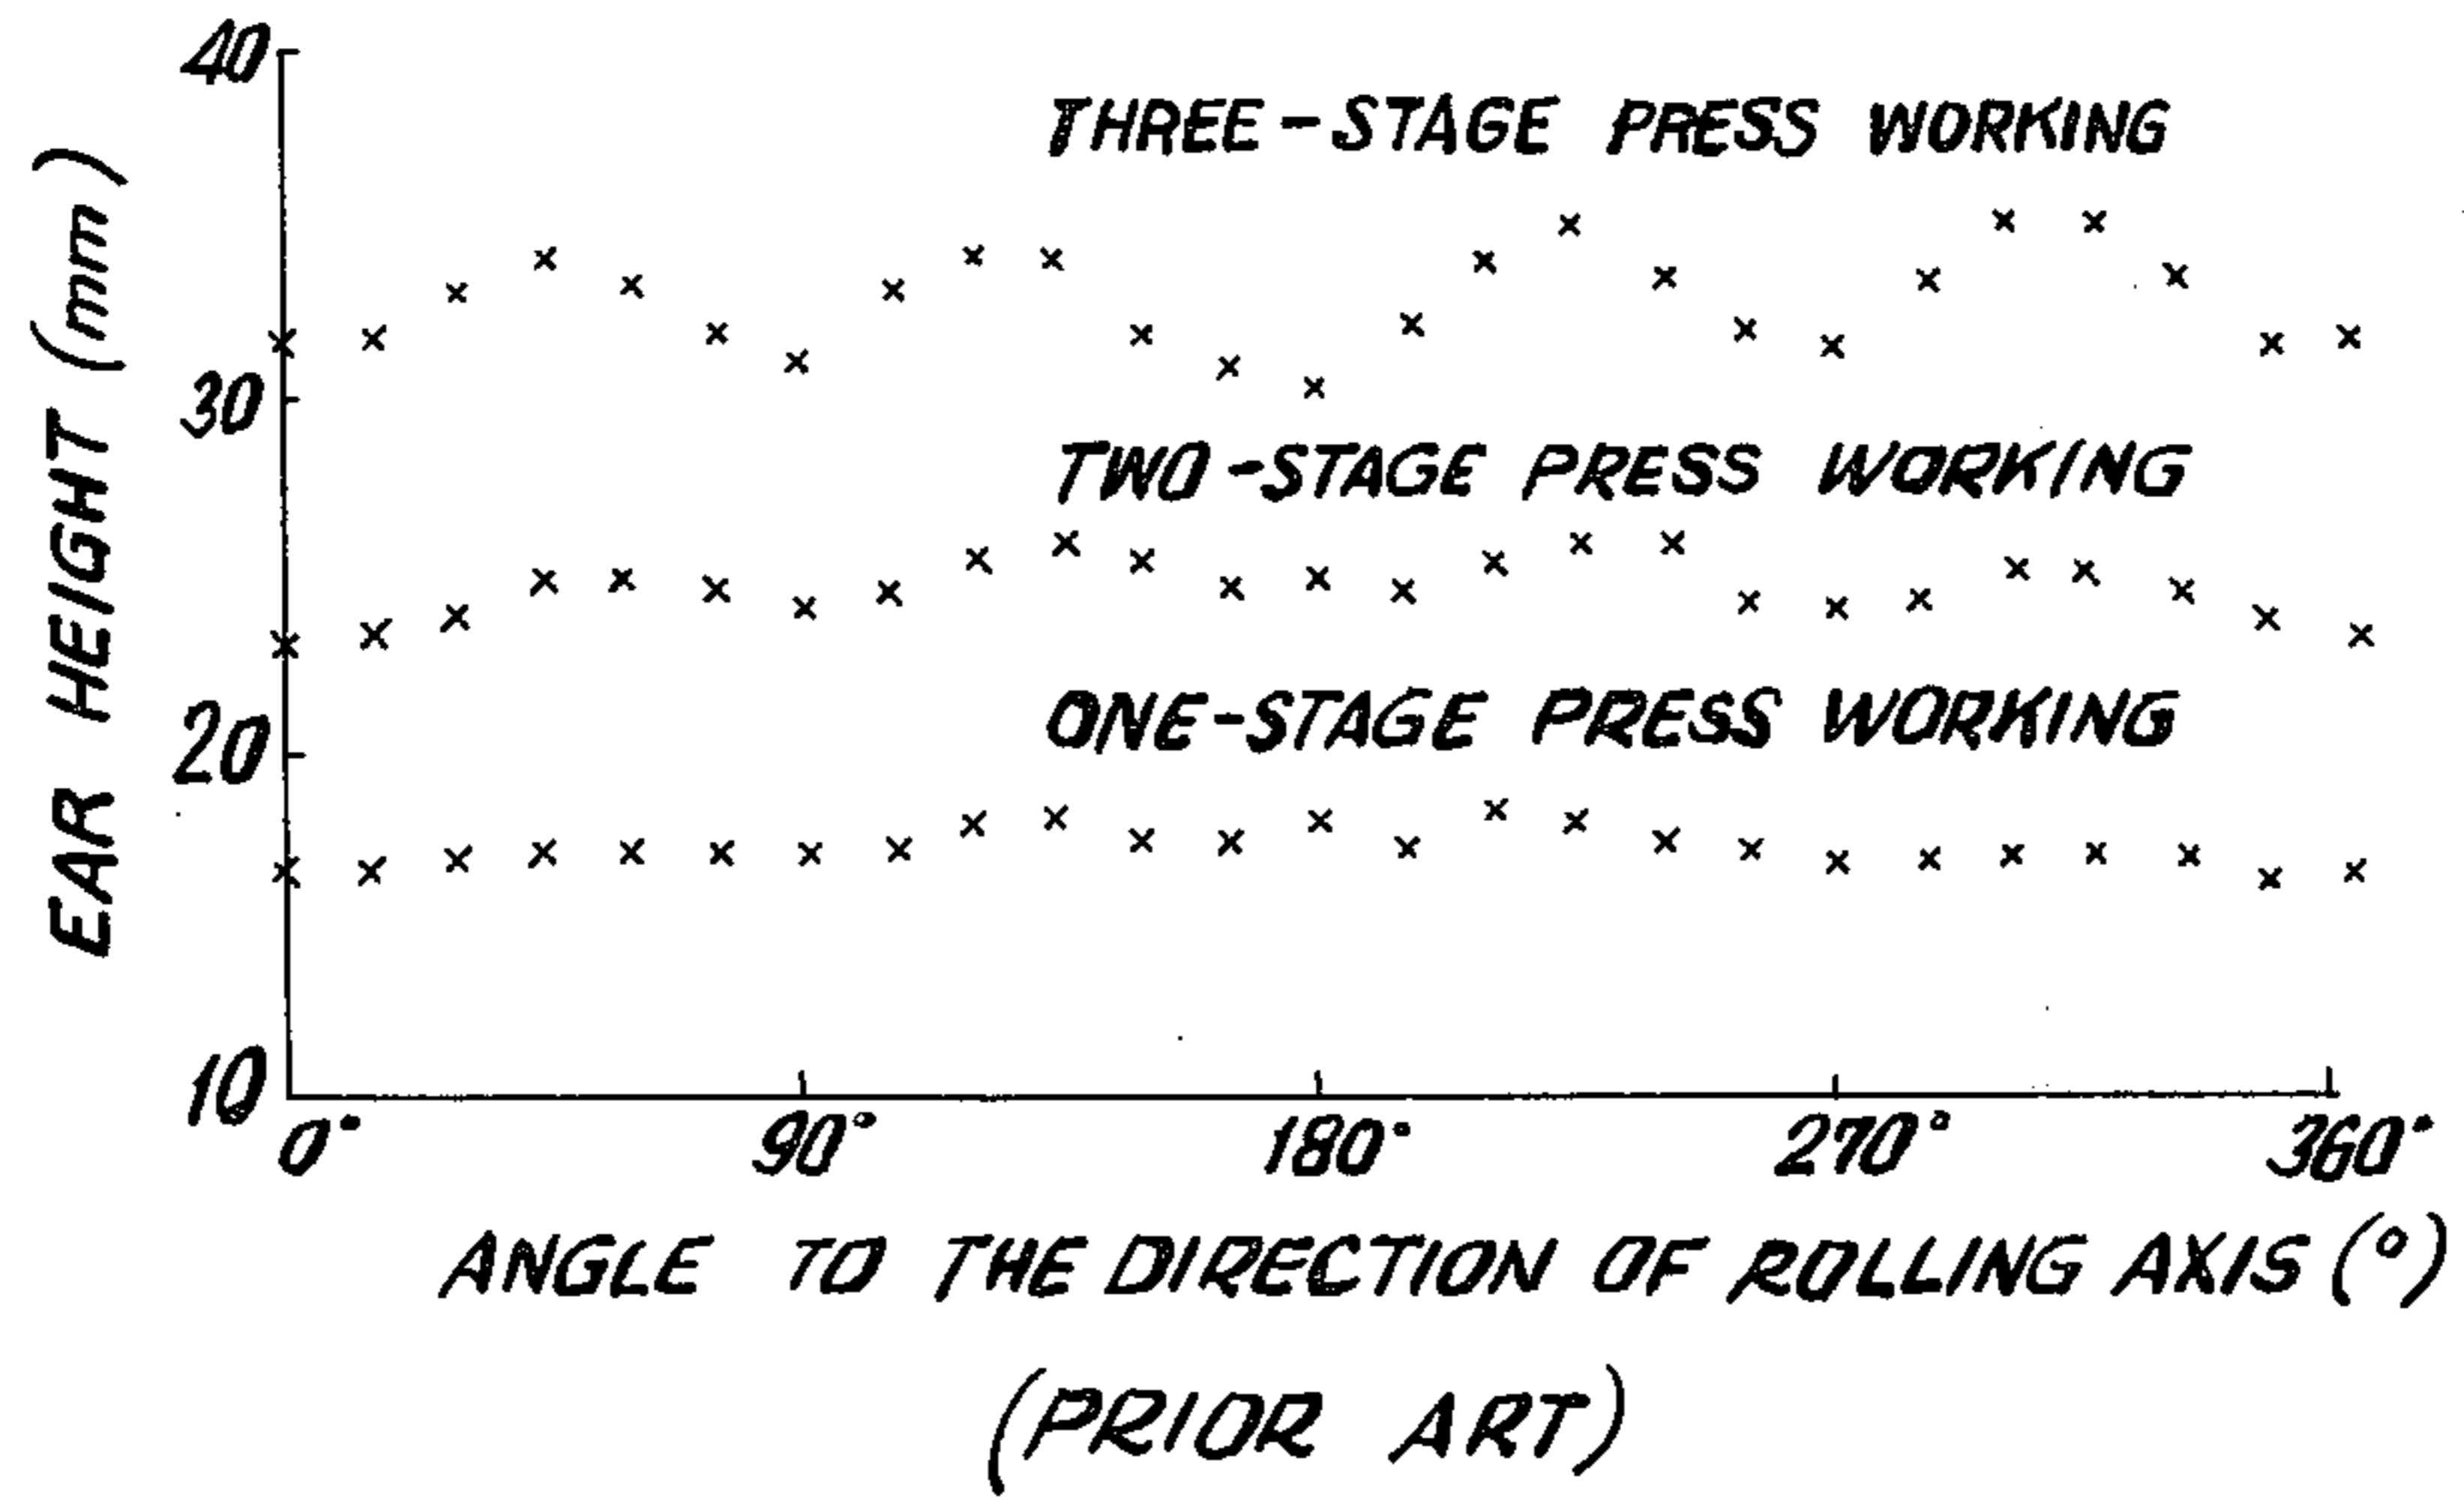 40
THREE-STAGE PRESS WORKING
30
TWO-STAGE PRESS WORKING
20
ONE-STAGE PRESS WORKING
10
EAR HEIGHT (mm)
0° 90° 180° 270° 360°
ANGLE TO THE DIRECTION OF ROLLING AXIS (°)
(PRIOR ART)